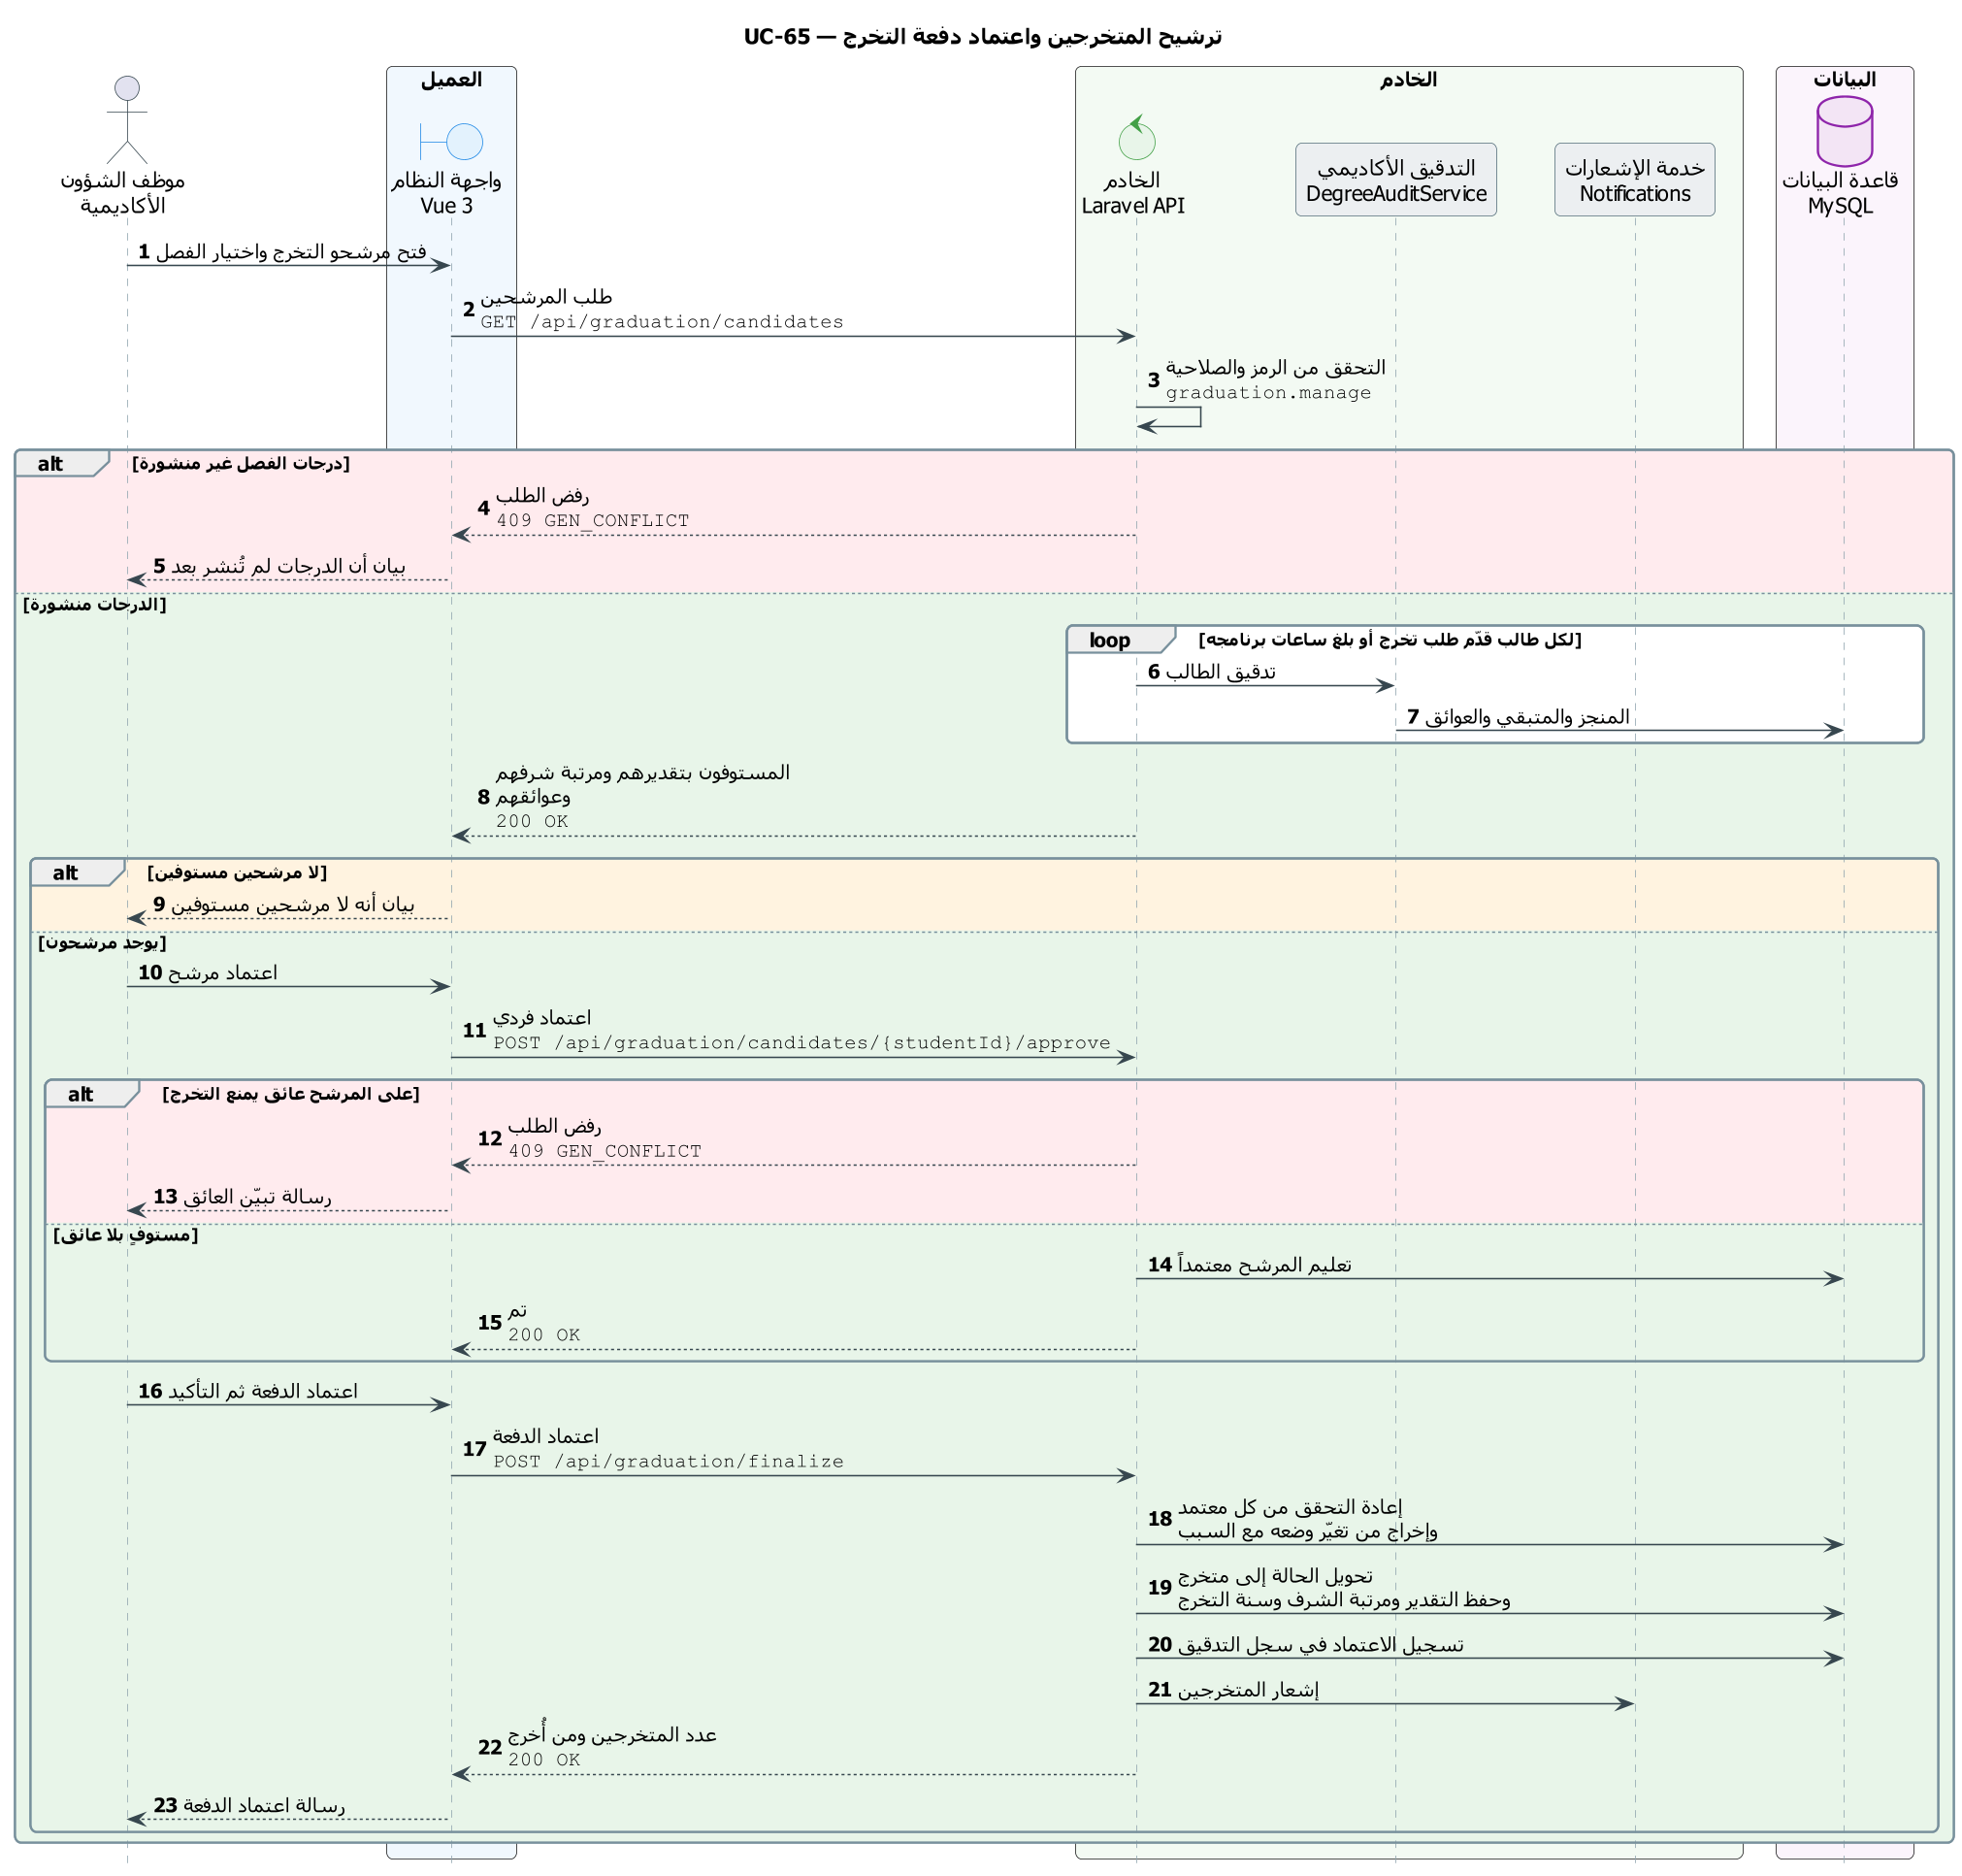 UC-65 — ترشيح المتخرجين واعتماد دفعة التخرج
العميل
الخادم
البيانات
موظف الشؤون
الأكاديمية
واجهة النظام
Vue 3
الخادم
Laravel API
التدقيق الأكاديمي
DegreeAuditService
خدمة الإشعارات
Notifications
قاعدة البيانات
MySQL
1 فتح مرشحو التخرج واختيار الفصل
2 طلب المرشحين
GET /api/graduation/candidates
3 التحقق من الرمز والصلاحية
graduation.manage
alt [درجات الفصل غير منشورة]
4 رفض الطلب
409 GEN_CONFLICT
5 بيان أن الدرجات لم تُنشر بعد
[الدرجات منشورة]
loop [لكل طالب قدّم طلب تخرج أو بلغ ساعات برنامجه]
6 تدقيق الطالب
7 المنجز والمتبقي والعوائق
8 المستوفون بتقديرهم ومرتبة شرفهم
وعوائقهم
200 OK
alt [لا مرشحين مستوفين]
9 بيان أنه لا مرشحين مستوفين
[يوجد مرشحون]
10 اعتماد مرشح
11 اعتماد فردي
POST /api/graduation/candidates/{studentId}/approve
alt [على المرشح عائق يمنع التخرج]
12 رفض الطلب
409 GEN_CONFLICT
13 رسالة تبيّن العائق
[مستوفٍ بلا عائق]
14 تعليم المرشح معتمداً
15 تم
200 OK
16 اعتماد الدفعة ثم التأكيد
17 اعتماد الدفعة
POST /api/graduation/finalize
18 إعادة التحقق من كل معتمد
وإخراج من تغيّر وضعه مع السبب
19 تحويل الحالة إلى متخرج
وحفظ التقدير ومرتبة الشرف وسنة التخرج
20 تسجيل الاعتماد في سجل التدقيق
21 إشعار المتخرجين
22 عدد المتخرجين ومن أُخرج
200 OK
23 رسالة اعتماد الدفعة